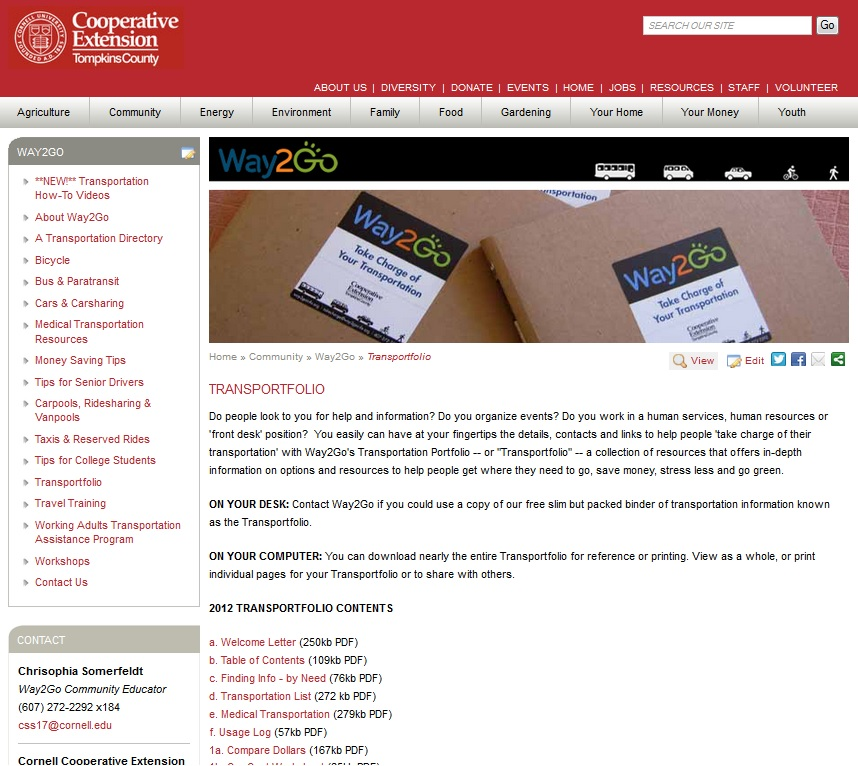 Cooperative
Extension
Tompkins County
SEARCH OUR SITE Go
ABOUT US | DIVERSITY | DONATE | EVENTS | HOME | JOBS | RESOURCES | STAFF | VOLUNTEER
Agriculture Community Energy Environment Family Food Gardening Your Home Your Money Youth
WAY2GO
**NEW!** Transportation
How-To Videos
About Way2Go
A Transportation Directory
Bicycle
Bus & Paratransit
Cars & Carsharing
Medical Transportation
Resources
Money Saving Tips
Tips for Senior Drivers
Carpools, Ridesharing &
Vanpools
Taxis & Reserved Rides
Tips for College Students
Transportfolio
Travel Training
Working Adults Transportation
Assistance Program
Workshops
Contact Us
CONTACT
Chrisophia Somerfeldt
Way2Go Community Educator
(607) 272-2292 x184
css17@cornell.edu
Cornell Cooperative Extension
Way2Go
Way2Go
Take Charge of
Your Transportation
Cooperative
Extension
Way2Go
Take Charge of
Your Transportation
Cooperative
Extension
Home » Community » Way2Go » Transportfolio
View Edit
TRANSPORTFOLIO
Do people look to you for help and information? Do you organize events? Do you work in a human services, human resources or
'front desk' position? You easily can have at your fingertips the details, contacts and links to help people 'take charge of their
transportation' with Way2Go's Transportation Portfolio -- or "Transportfolio" -- a collection of resources that offers in-depth
information on options and resources to help people get where they need to go, save money, stress less and go green.
ON YOUR DESK: Contact Way2Go if you could use a copy of our free slim but packed binder of transportation information known
as the Transportfolio.
ON YOUR COMPUTER: You can download nearly the entire Transportfolio for reference or printing. View as a whole, or print
individual pages for your Transportfolio or to share with others.
2012 TRANSPORTFOLIO CONTENTS
a. Welcome Letter (250kb PDF)
b. Table of Contents (109kb PDF)
c. Finding Info - by Need (76kb PDF)
d. Transportation List (272 kb PDF)
e. Medical Transportation (279kb PDF)
f. Usage Log (57kb PDF)
1a. Compare Dollars (167kb PDF)